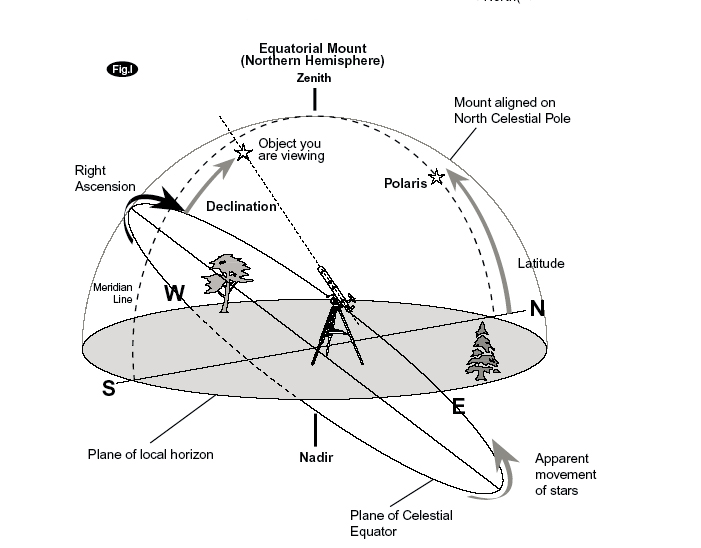 North(
Equatorial Mount
(Northern Hemisphere)
Fig.I
Zenith
Mount aligned on
North Celestial Pole
Object you
are viewing
Right
Ascension
Polaris
Declination
Latitude
Meridian
Line
W
N
S
E
Plane of local horizon
Nadir
Apparent
movement
of stars
Plane of Celestial
Equator